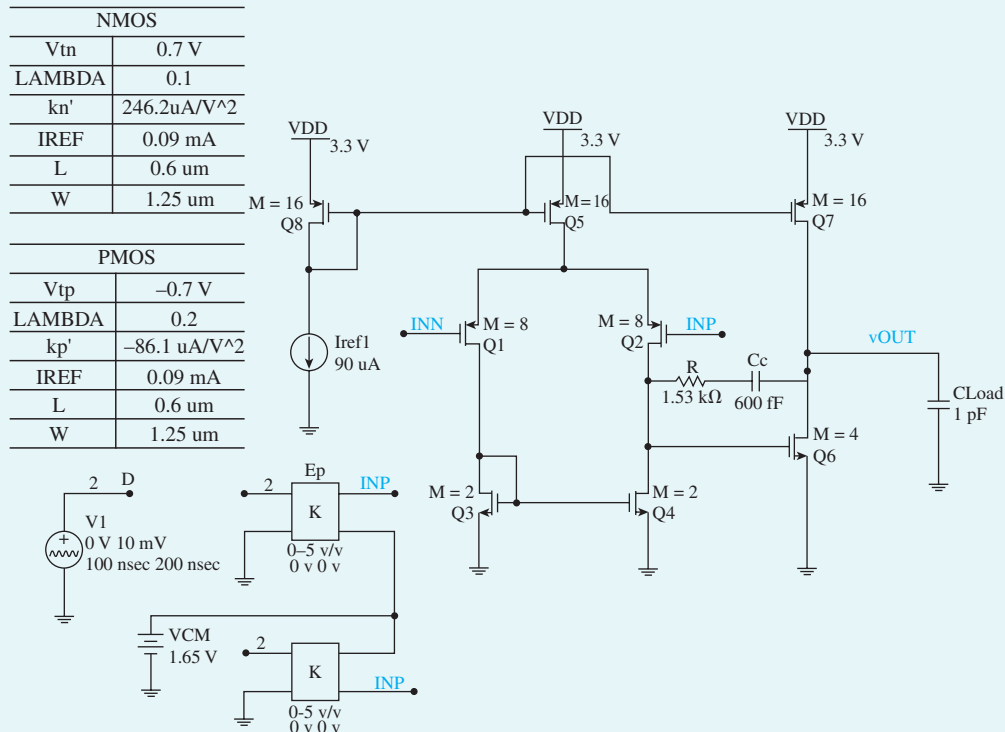 NMOS
Vtn 0.7 V
LAMBDA 0.1
kn' 246.2uA/V^2
IREF 0.09 mA
L 0.6 um
W 1.25 um
PMOS
Vtp –0.7 V
LAMBDA 0.2
kp' –86.1 uA/V^2
IREF 0.09 mA
L 0.6 um
W 1.25 um
VDD
3.3 V
VDD
3.3 V
VDD
3.3 V
M = 16
Q8
M = 16
Q5
M = 16
Q7
Iref1
90 uA
INN
M = 8
Q1
M = 8
Q2
INP
R
1.53 kΩ
Cc
600 fF
vOUT
CLoad
1 pF
M = 2
Q3
M = 2
Q4
M = 4
Q6
2 D
V1
0 V 10 mV
100 nsec 200 nsec
Ep
2
K
INP
0–5 v/v
0 v 0 v
VCM
1.65 V
2
K
INP
0-5 v/v
0 v 0 v